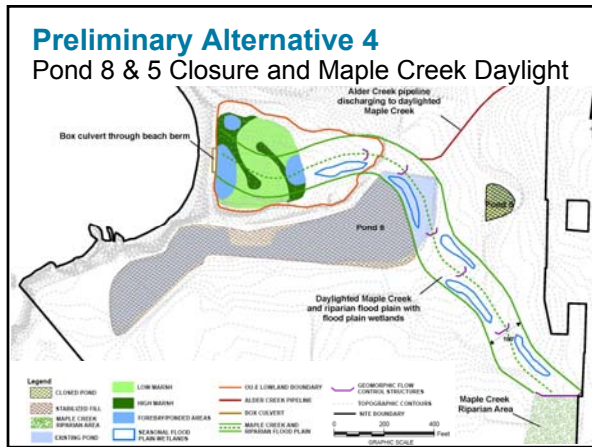 Preliminary Alternative 4
Pond 8 & 5 Closure and Maple Creek Daylight
Alder Creek pipeline
discharging to daylighted
Maple Creek
Box culvert through beach berm
Pond 5
Pond 8
Daylighted Maple Creek
and riparian flood plain with
flood plain wetlands
Maple Creek
Riparian Area
Legend
CLOSED POND
STABILIZED FILL
MAPLE CREEK
RIPARIAN AREA
EXISTING POND
LOW MARSH
HIGH MARSH
FOREBAY/PONDED AREAS
SEASONAL FLOOD
PLAIN WETLANDS
OU-E LOWLAND BOUNDARY
ALDER CREEK PIPELINE
BOX CULVERT
MAPLE CREEK AND
RIPARIAN FLOOD PLAIN
GEOMORPHIC FLOW
CONTROL STRUCTURES
TOPOGRAPHIC CONTOURS
SITE BOUNDARY
0 200 400
Feet
GRAPHIC SCALE